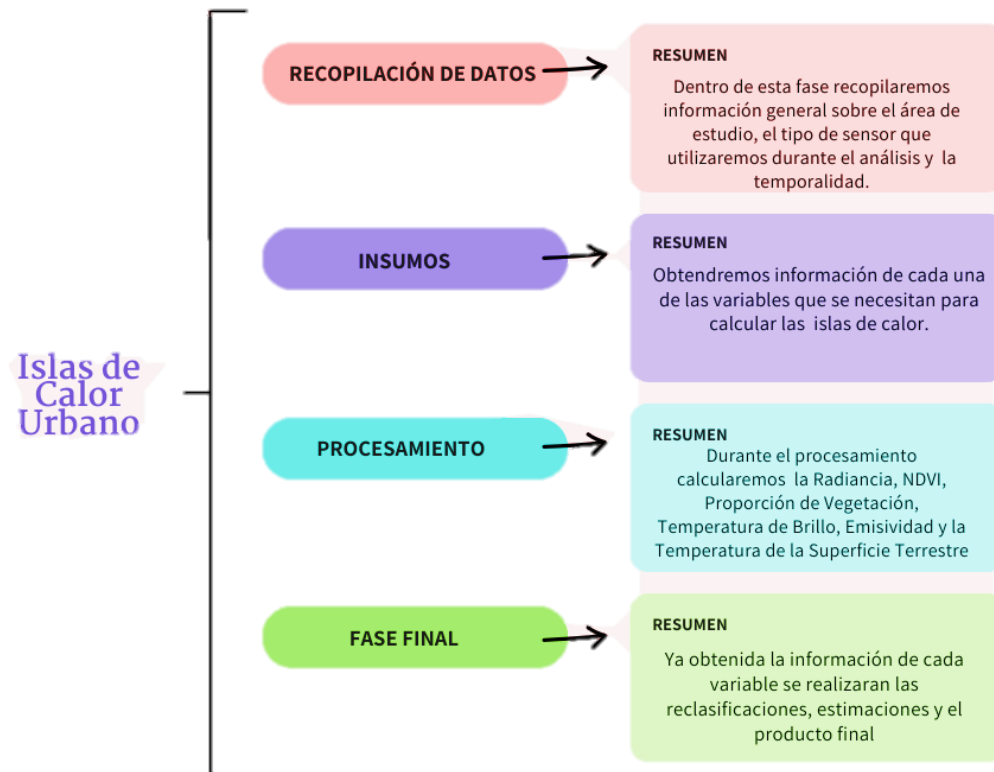 Islas de
Calor
Urbano
RECOPILACIÓN DE DATOS
RESUMEN
Dentro de esta fase recopilaremos
información general sobre el área de
estudio, el tipo de sensor que
utilizaremos durante el análisis y la
temporalidad.
INSUMOS
RESUMEN
Obtendremos información de cada una
de las variables que se necesitan para
calcular las islas de calor.
PROCESAMIENTO
RESUMEN
Durante el procesamiento
calcularemos la Radiancia, NDVI,
Proporción de Vegetación,
Temperatura de Brillo, Emisividad y la
Temperatura de la Superficie Terrestre
FASE FINAL
RESUMEN
Ya obtenida la información de cada
variable se realizaran las
reclasificaciones, estimaciones y el
producto final